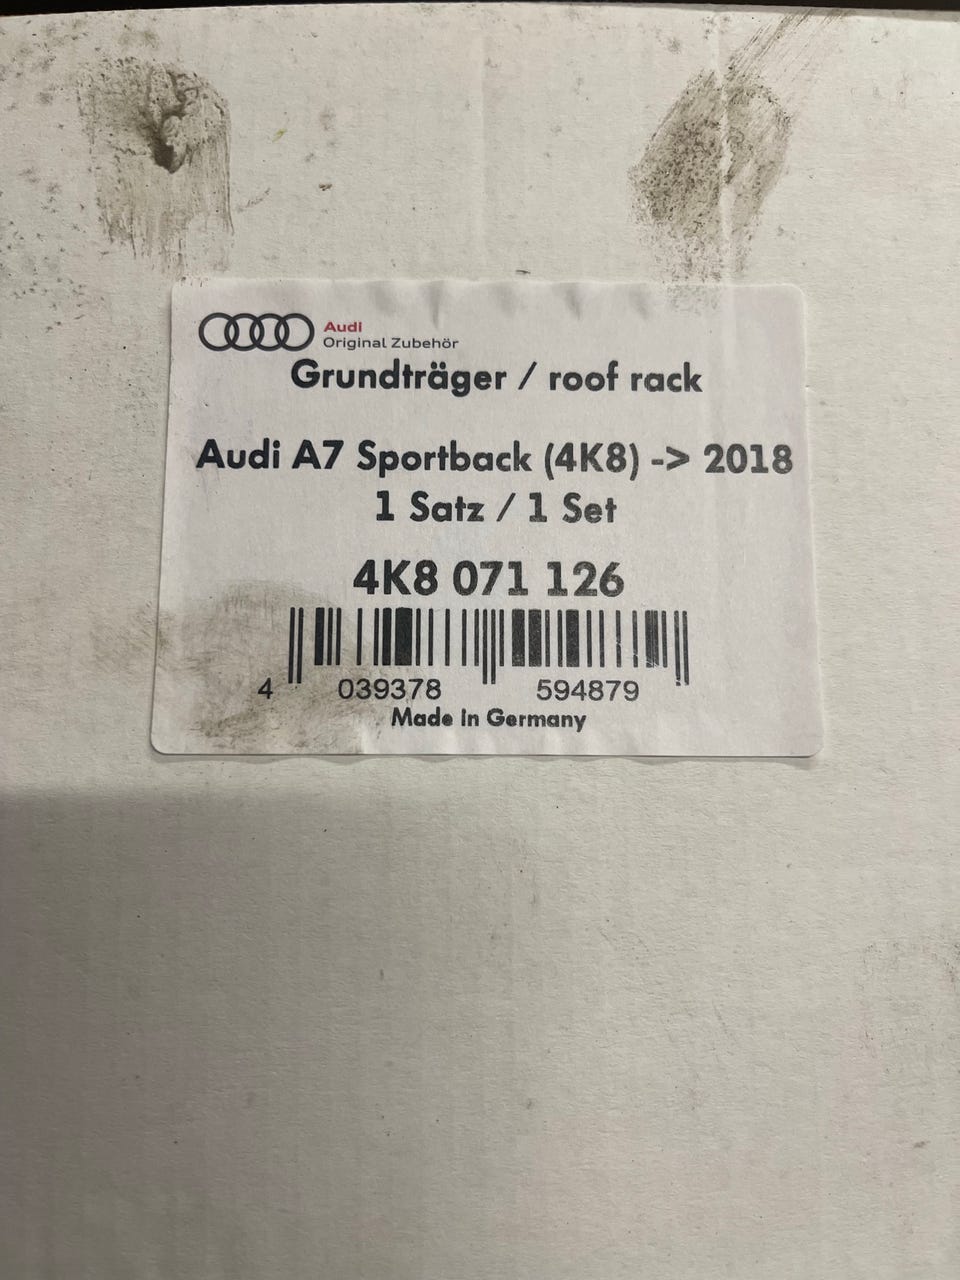 Audi
Original Zubehör
Grundträger / roof rack
Audi A7 Sportback (4K8) -> 2018
1 Satz / 1 Set
4K8 071 126
4 039378 594879
Made in Germany